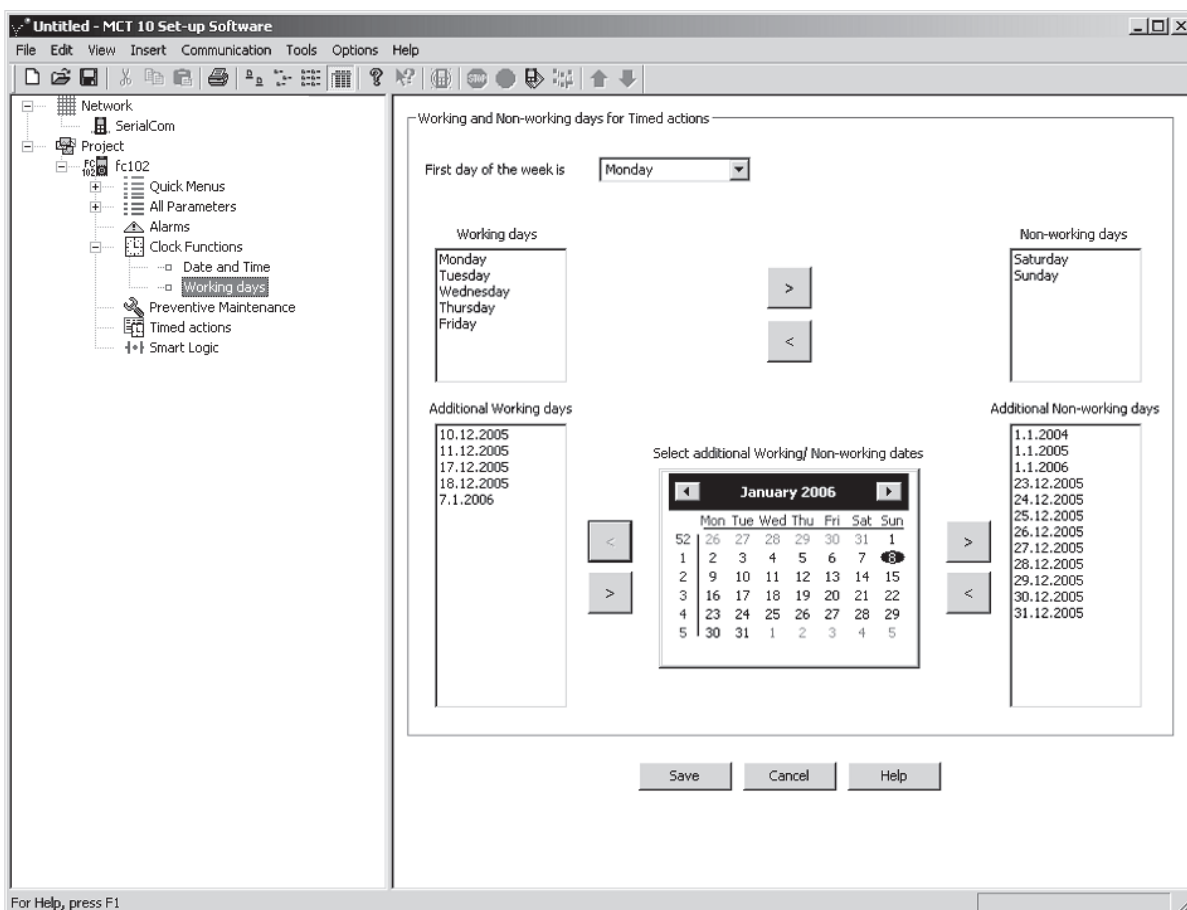 Untitled - MCT 10 Set-up Software
File Edit View Insert Communication Tools Options Help
STOP
Network
SerialCom
Project
FC 102 fc102
Quick Menus
All Parameters
Alarms
Clock Functions
Date and Time
Working days
Preventive Maintenance
Timed actions
Smart Logic
Working and Non-working days for Timed actions
First day of the week is Monday
Working days
Monday
Tuesday
Wednesday
Thursday
Friday
>
<
Non-working days
Saturday
Sunday
Additional Working days
10.12.2005
11.12.2005
17.12.2005
18.12.2005
7.1.2006
<
>
Select additional Working/ Non-working dates
January 2006
Mon Tue Wed Thu Fri Sat Sun
52 26 27 28 29 30 31 1
1 2 3 4 5 6 7 8
2 9 10 11 12 13 14 15
3 16 17 18 19 20 21 22
4 23 24 25 26 27 28 29
5 30 31 1 2 3 4 5
>
<
Additional Non-working days
1.1.2004
1.1.2005
1.1.2006
23.12.2005
24.12.2005
25.12.2005
26.12.2005
27.12.2005
28.12.2005
29.12.2005
30.12.2005
31.12.2005
Save Cancel Help
For Help, press F1